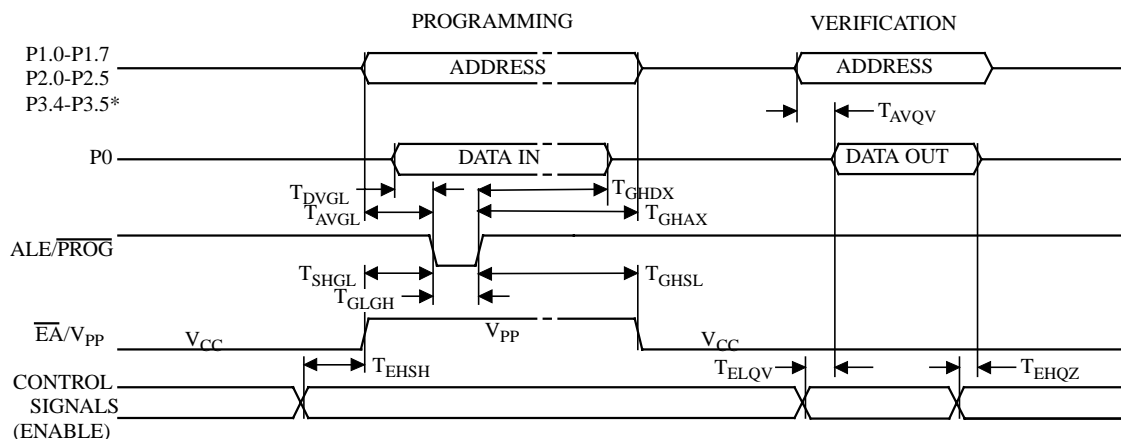 PROGRAMMING
VERIFICATION
P1.0-P1.7
P2.0-P2.5
P3.4-P3.5*
ADDRESS
ADDRESS
TAVQV
P0
DATA IN
DATA OUT
TDVGL
TGHDX
TAVGL
TGHAX
ALE/PROG
TSHGL
TGHSL
TGLGH
EA/VPP
VCC
VPP
VCC
TEHSH
TELQV
TEHQZ
CONTROL
SIGNALS
(ENABLE)